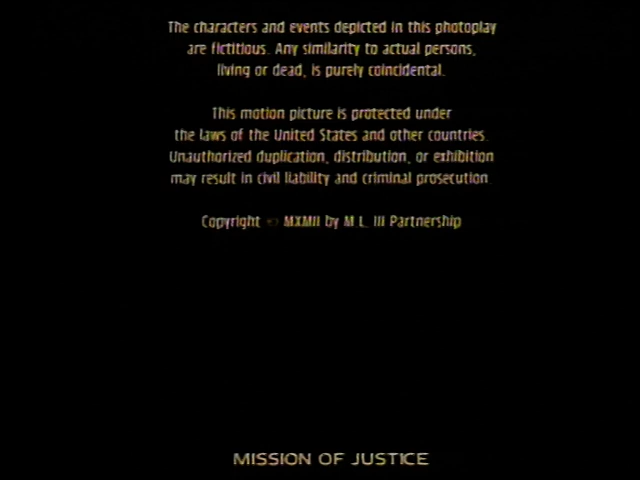 The characters and events depicted in this photoplay
are fictitious. Any similarity to actual persons,
living or dead, is purely coincidental.
This motion picture is protected under
the laws of the United States and other countries.
Unauthorized duplication, distribution, or exhibition
may result in civil liability and criminal prosecution.
Copyright © MXMII by M.L. III Partnership
MISSION OF JUSTICE